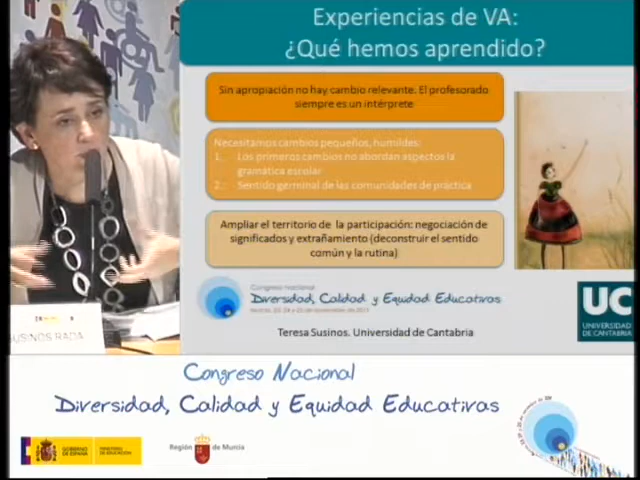 Experiencias de VA:
¿Qué hemos aprendido?
Sin apropiación no hay cambio relevante. El profesorado
siempre es un intérprete
Necesitamos cambios pequeños, humildes:
1. Los primeros cambios no abordan aspectos la
gramática escolar
2. Sentido germinal de las comunidades de práctica
Ampliar el territorio de la participación: negociación de
significados y extrañamiento (deconstruir el sentido
común y la rutina)
Congreso nacional
Diversidad, Calidad y Equidad Educativas
Teresa Susinos. Universidad de Cantabria
UC
UNIVERSIDAD
DE CANTABRIA
SUSINOS RADA
Congreso Nacional
Diversidad, Calidad y Equidad Educativas
GOBIERNO
DE ESPAÑA
MINISTERIO
DE EDUCACIÓN
Región de Murcia